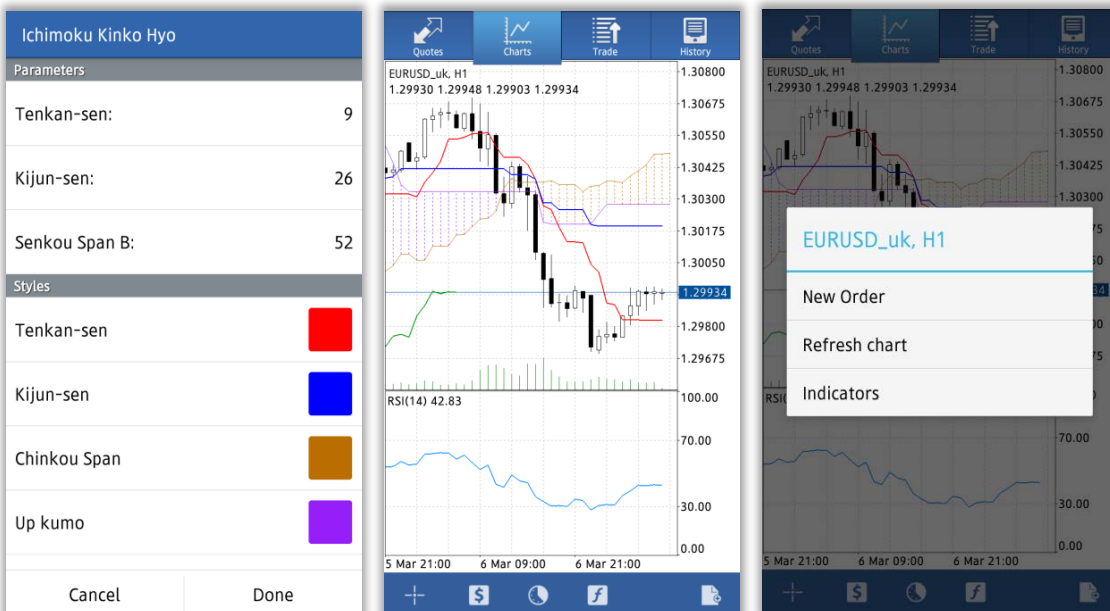 Ichimoku Kinko Hyo
Parameters
Tenkan-sen: 9
Kijun-sen: 26
Senkou Span B: 52
Styles
Tenkan-sen
Kijun-sen
Chinkou Span
Up kumo
Cancel Done
Quotes Charts Trade History
EURUSD_uk, H1
1.29930 1.29948 1.29903 1.29934
1.30800
1.30675
1.30550
1.30425
1.30300
1.30175
1.30050
1.29934
1.29800
1.29675
RSI(14) 42.83
100.00
70.00
30.00
0.00
5 Mar 21:00 6 Mar 09:00 6 Mar 21:00
Quotes Charts Trade History
EURUSD_uk, H1
1.29930 1.29948 1.29903 1.29934
1.30800
1.30675
1.30550
1.30425
1.30300
EURUSD_uk, H1
New Order
Refresh chart
Indicators
70.00
30.00
0.00
5 Mar 21:00 6 Mar 09:00 6 Mar 21:00